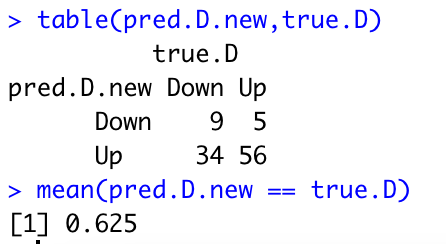 > table(pred.D.new,true.D)
true.D
pred.D.new Down Up
Down 9 5
Up 34 56
> mean(pred.D.new == true.D)
[1] 0.625